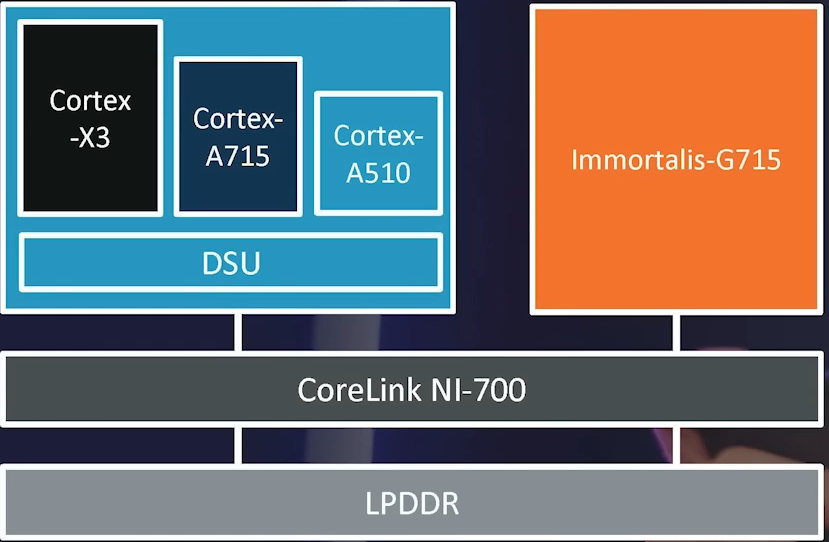 Cortex
-X3
Cortex-
A715
Cortex-
A510
Immortalis-G715
DSU
CoreLink NI-700
LPDDR